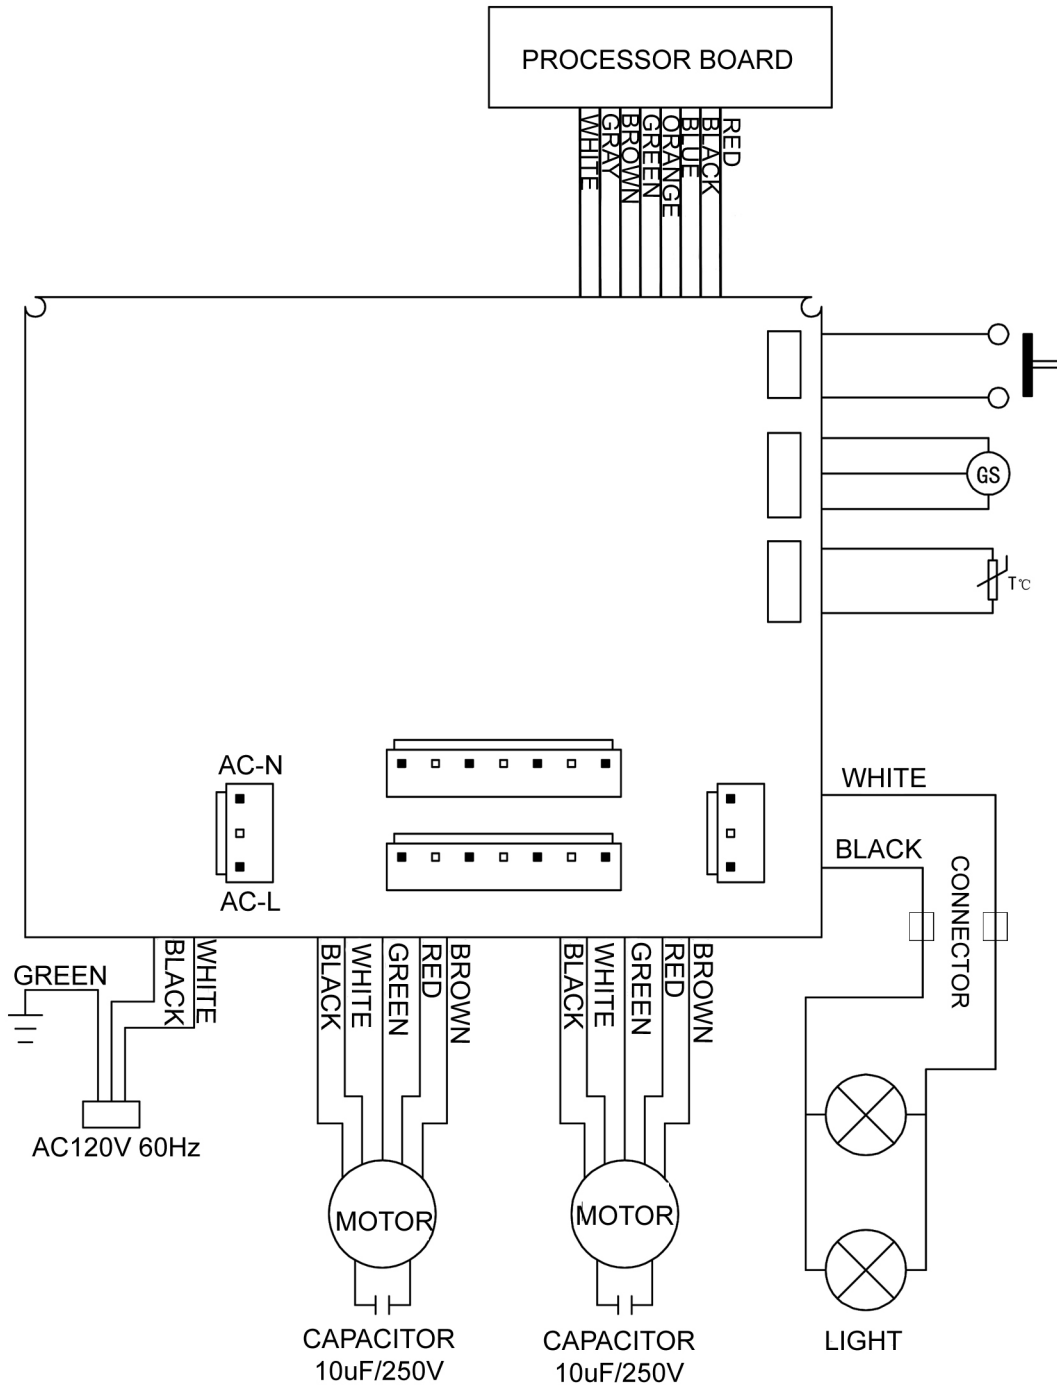 PROCESSOR BOARD
WHITE
GRAY
BROWN
GREEN
ORANGE
BLUE
BLACK
RED
GS
T℃
AC-N
AC-L
WHITE
BLACK
CONNECTOR
GREEN
BLACK
WHITE
AC120V 60Hz
BLACK
WHITE
GREEN
RED
BROWN
BLACK
WHITE
GREEN
RED
BROWN
MOTOR
MOTOR
CAPACITOR
10uF/250V
CAPACITOR
10uF/250V
LIGHT